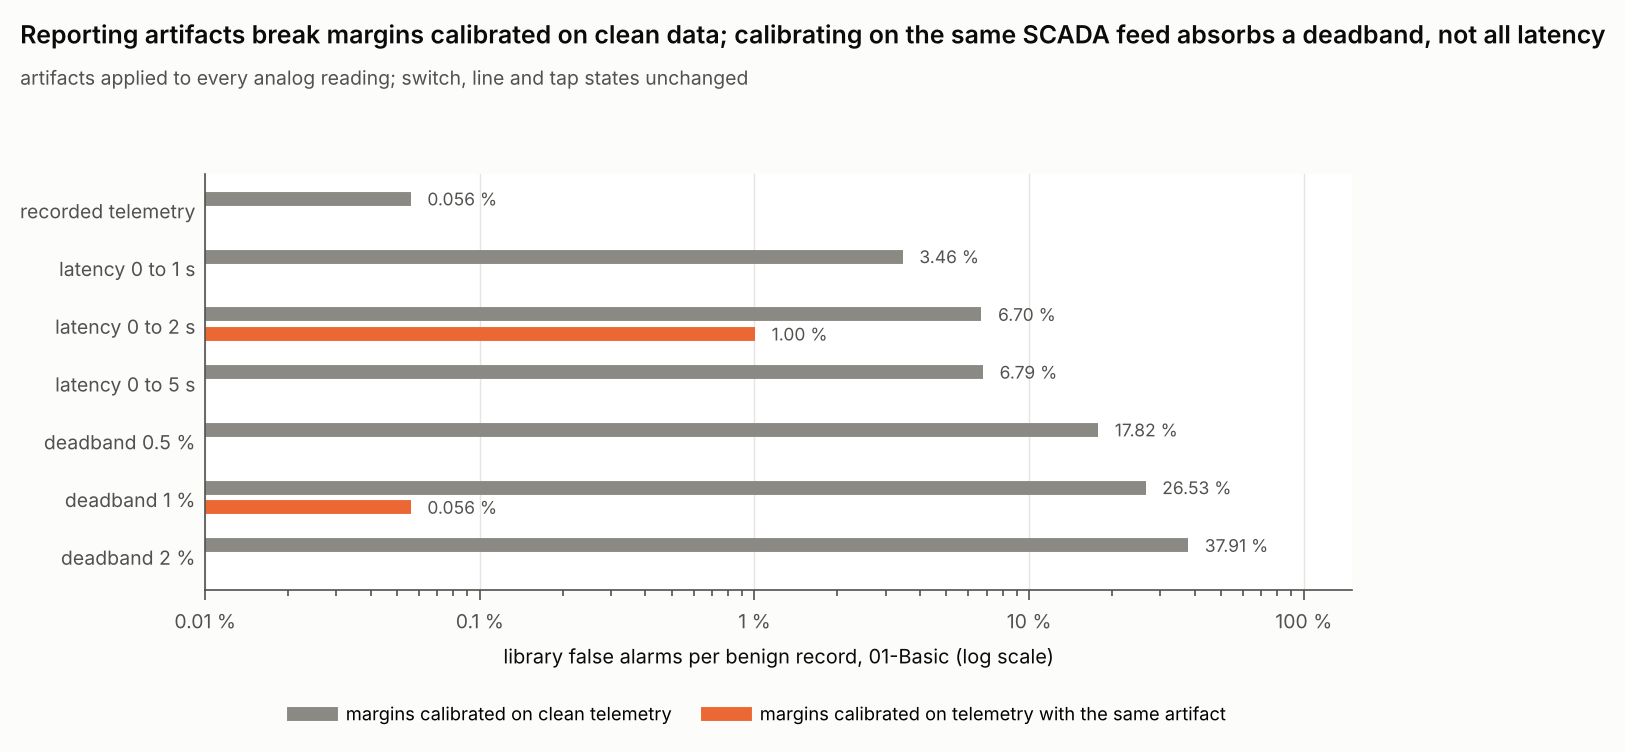 Reporting artifacts break margins calibrated on clean data; calibrating on the same SCADA feed absorbs a deadband, not all latency
artifacts applied to every analog reading; switch, line and tap states unchanged
recorded telemetry
0.056 %
latency 0 to 1 s
3.46 %
latency 0 to 2 s
6.70 %
1.00 %
latency 0 to 5 s
6.79 %
deadband 0.5 %
17.82 %
deadband 1 %
26.53 %
0.056 %
deadband 2 %
37.91 %
0.01 %
0.1 %
1 %
10 %
100 %
library false alarms per benign record, 01-Basic (log scale)
margins calibrated on clean telemetry
margins calibrated on telemetry with the same artifact